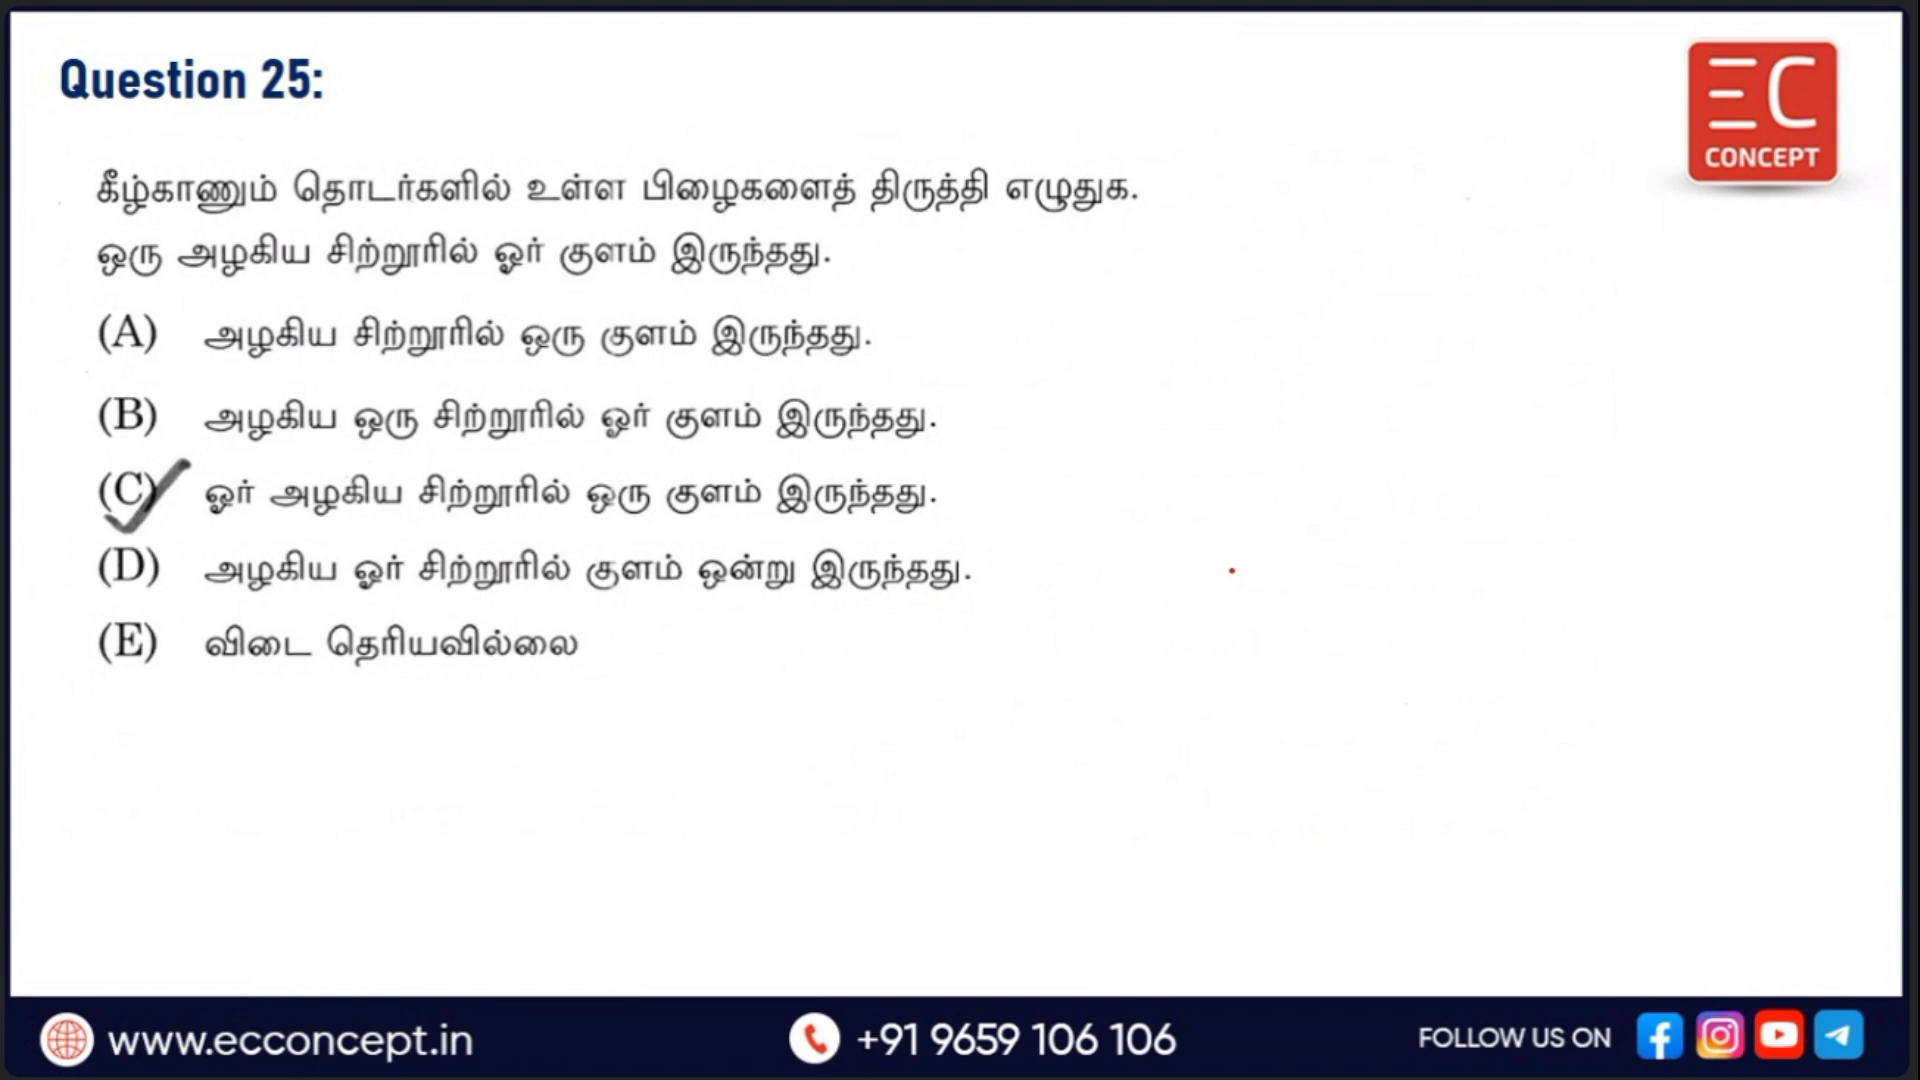 Question 25:
EC
CONCEPT
கீழ்காணும் தொடர்களில் உள்ள பிழைகளைத் திருத்தி எழுதுக.
ஒரு அழகிய சிற்றூரில் ஓர் குளம் இருந்தது.
(A) அழகிய சிற்றூரில் ஒரு குளம் இருந்தது.
(B) அழகிய ஒரு சிற்றூரில் ஓர் குளம் இருந்தது.
(C) ஓர் அழகிய சிற்றூரில் ஒரு குளம் இருந்தது.
(D) அழகிய ஓர் சிற்றூரில் குளம் ஒன்று இருந்தது.
(E) விடை தெரியவில்லை
www.ecconcept.in +91 9659 106 106 FOLLOW US ON